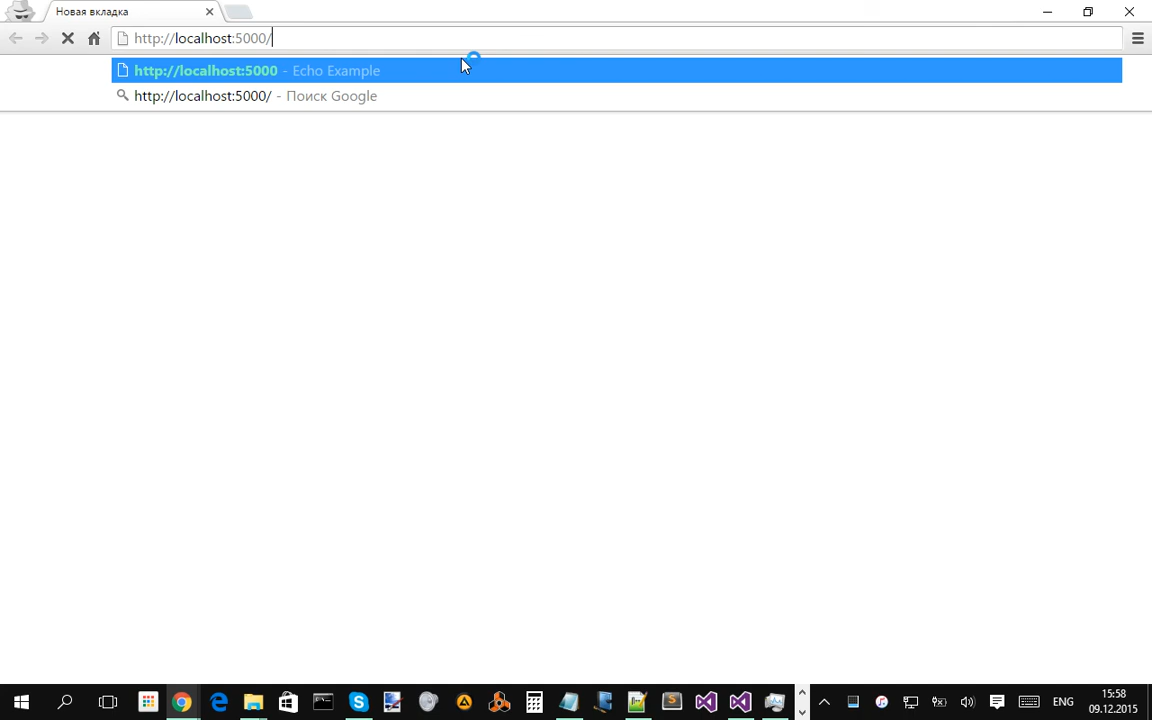 Новая вкладка
http://localhost:5000/
http://localhost:5000 - Echo Example
http://localhost:5000/ - Поиск Google
ENG
15:58
09.12.2015